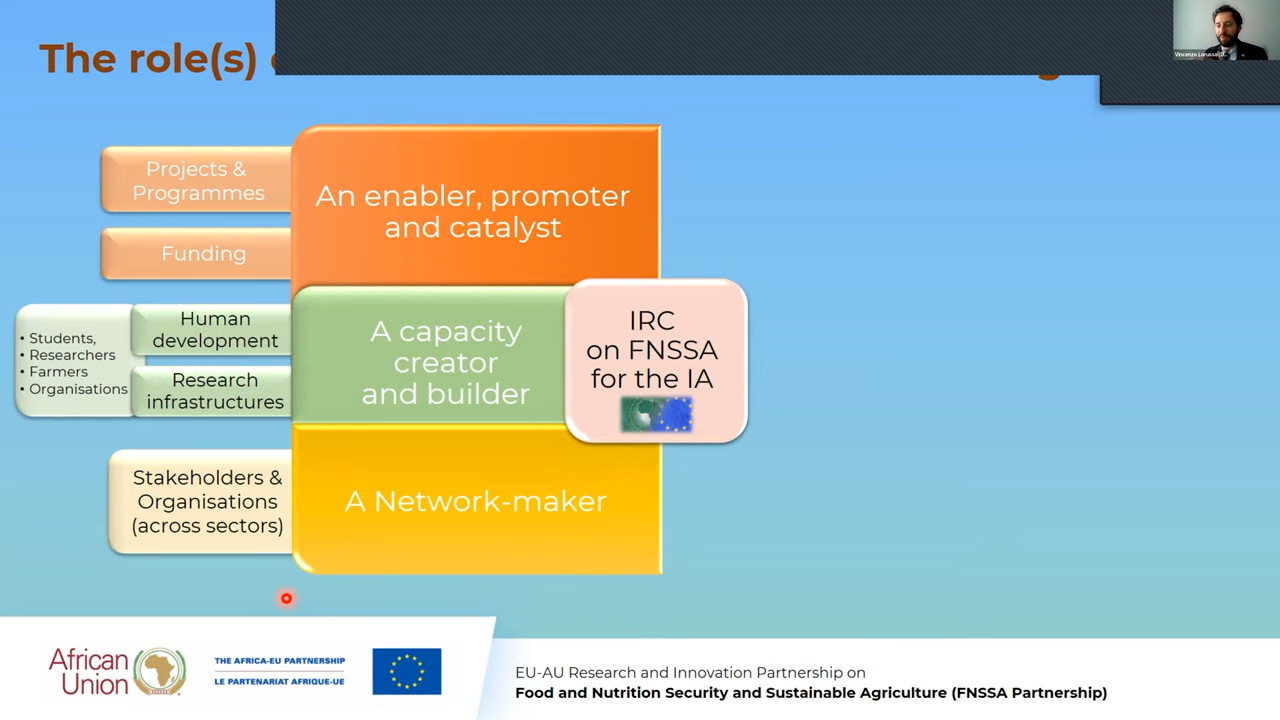 The role(s)
Vincenzo Lorusso
Projects &
Programmes
Funding
An enabler, promoter
and catalyst
• Students,
• Researchers
• Farmers
• Organisations
Human
development
Research
infrastructures
A capacity
creator
and builder
IRC
on FNSSA
for the IA
Stakeholders &
Organisations
(across sectors)
A Network-maker
African
Union
THE AFRICA-EU PARTNERSHIP
LE PARTENARIAT AFRIQUE-UE
EU-AU Research and Innovation Partnership on
Food and Nutrition Security and Sustainable Agriculture (FNSSA Partnership)